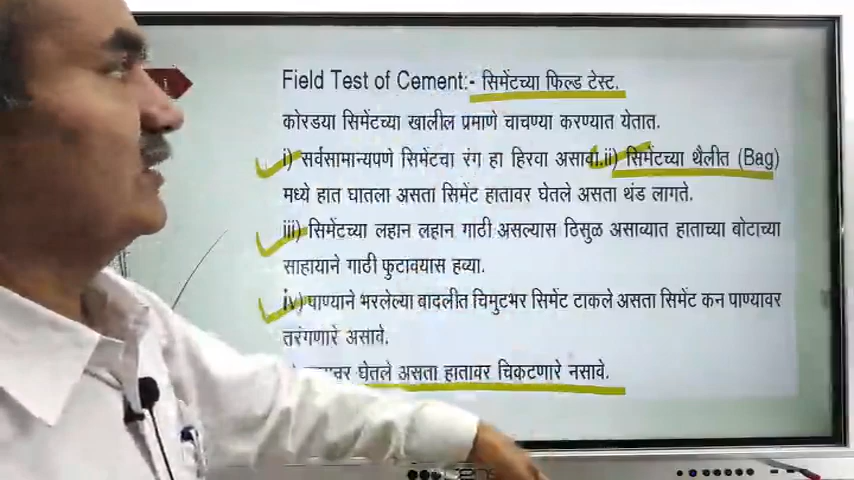 Field Test of Cement:- सिमेंटच्या फिल्ड टेस्ट.
कोरडया सिमेंटच्या खालील प्रमाणे चाचण्या करण्यात येतात.
i) सर्वसामान्यपणे सिमेंटचा रंग हा हिरवा असावा.ii) सिमेंटच्या थैलीत (Bag)
मध्ये हात घातला असता सिमेंट हातावर घेतले असता थंड लागते.
iii) सिमेंटच्या लहान लहान गाठी असल्यास ठिसुळ असाव्यात हाताच्या बोटाच्या
साहायाने गाठी फुटावयास हव्या.
iv) पाण्याने भरलेल्या बादलीत चिमुटभर सिमेंट टाकले असता सिमेंट कन पाण्यावर
तरंगणारे असावे.
घेतले असता हातावर चिकटणारे नसावे.